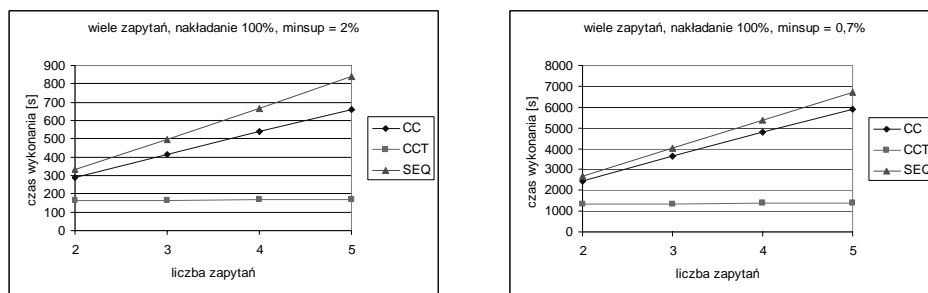 wiele zapytań, nakładanie 100%, minsup = 2%
900
800
700
600
500
400
300
200
100
0
czas wykonania [s]
2 3 4 5
liczba zapytań
CC
CCT
SEQ
wiele zapytań, nakładanie 100%, minsup = 0,7%
8000
7000
6000
5000
4000
3000
2000
1000
0
czas wykonania [s]
2 3 4 5
liczba zapytań
CC
CCT
SEQ